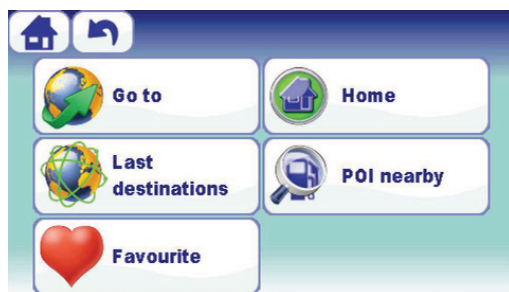 Go to
Home
Last
destinations
POI nearby
Favourite